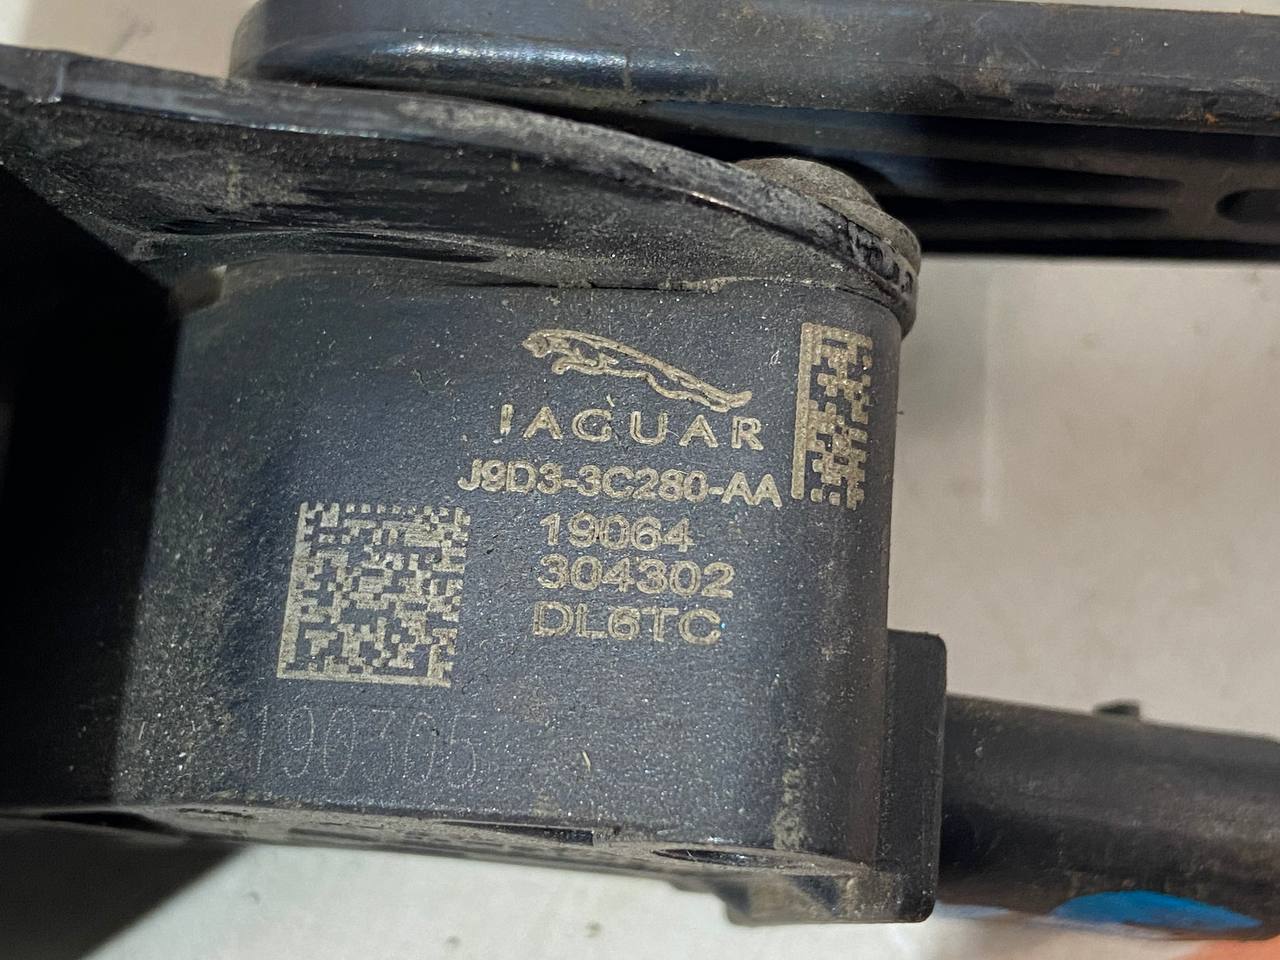 JAGUAR
J9D3-3C280-AA
19064
304302
DL6TC
190305